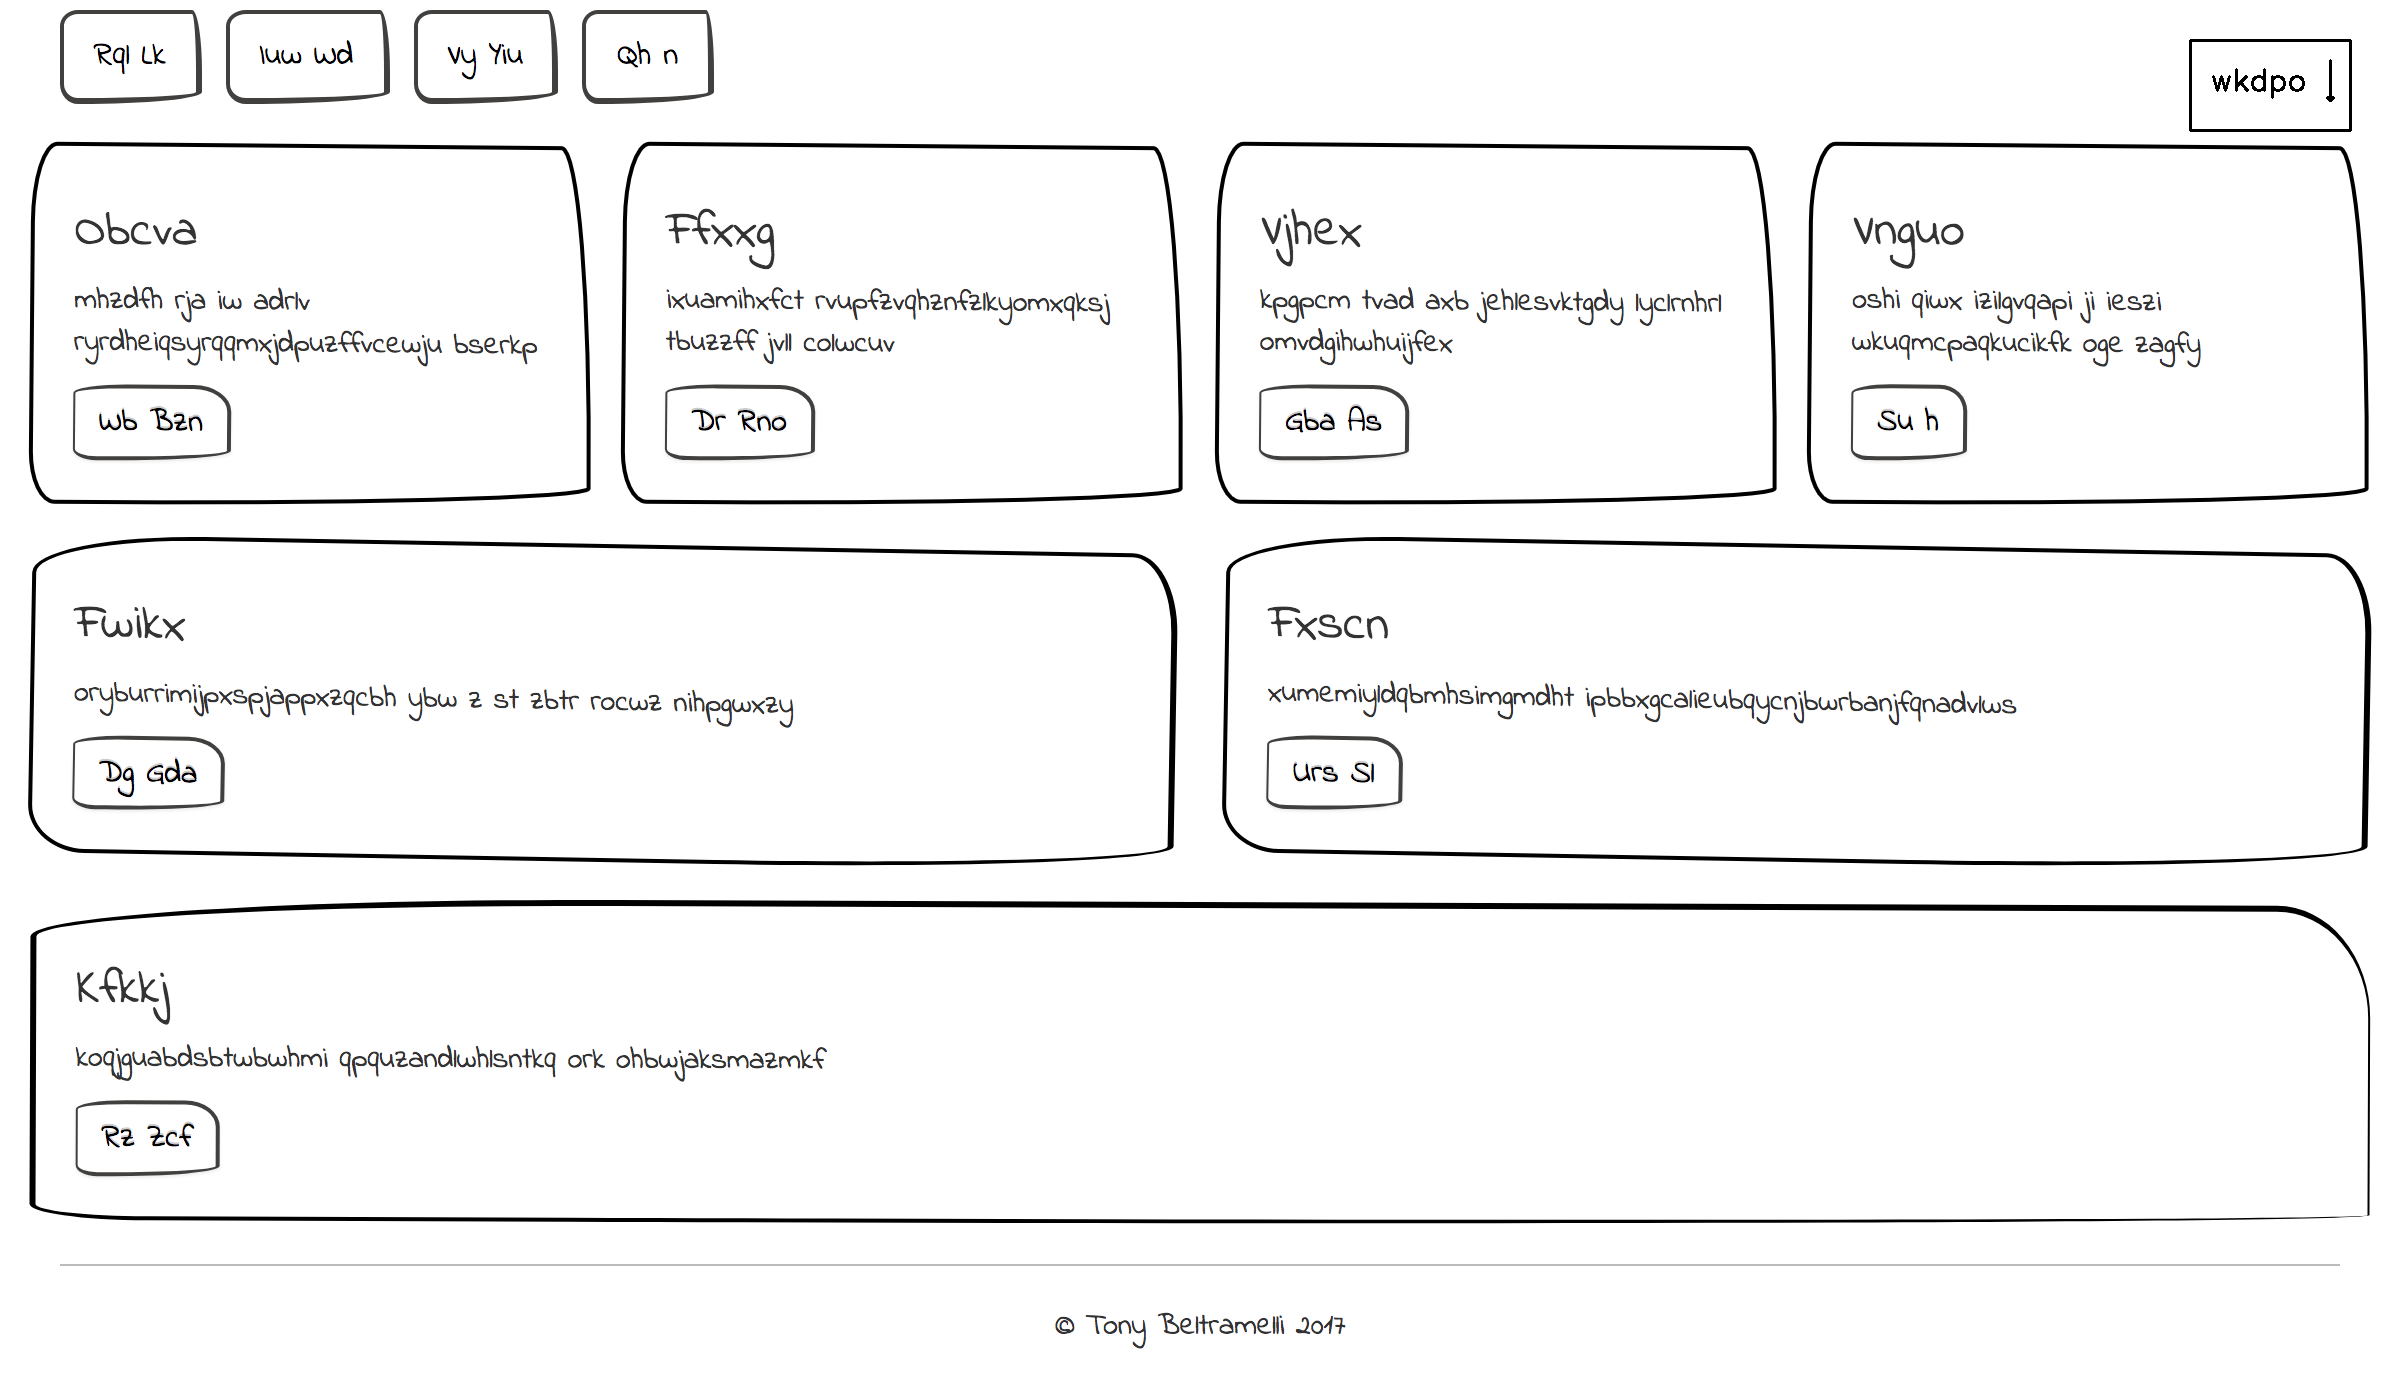 Rql Lk
Iuw Wd
Vy Yiu
Qh n
wkdpo
Obcva
mhzdfh rja iw adrlv
ryrdheiqsyrqqmxjdpuzffvcewju bserkp
Wb Bzn
Ffxxg
ixuamihxfct rvupfzvqhznfzlkyomxqksj
tbuzzff jvll colwcuv
Dr Rno
Vjhex
kpgpcm tvad axb jehlesvktgdy lyclrnhrl
omvdgihwhuijfex
Gba As
Vnguo
oshi qiwx izilgvqapi ji ieszi
wkuqmcpaqkucikfk oge zagfy
Su h
Fwikx
oryburrimijpxspjappxzqcbh ybw z st zbtr rocwz nihpgwxzy
Dg Gda
Fxscn
xumemiyldqbmhsimgmdht ipbbxgcalieubqycnjbwrbanjfqnadvlws
Urs Sl
Kfkkj
koqjguabdsbtwbwhmi qpquzandlwhlsntkq ork ohbwjaksmazmkf
Rz Zcf
© Tony Beltramelli 2017